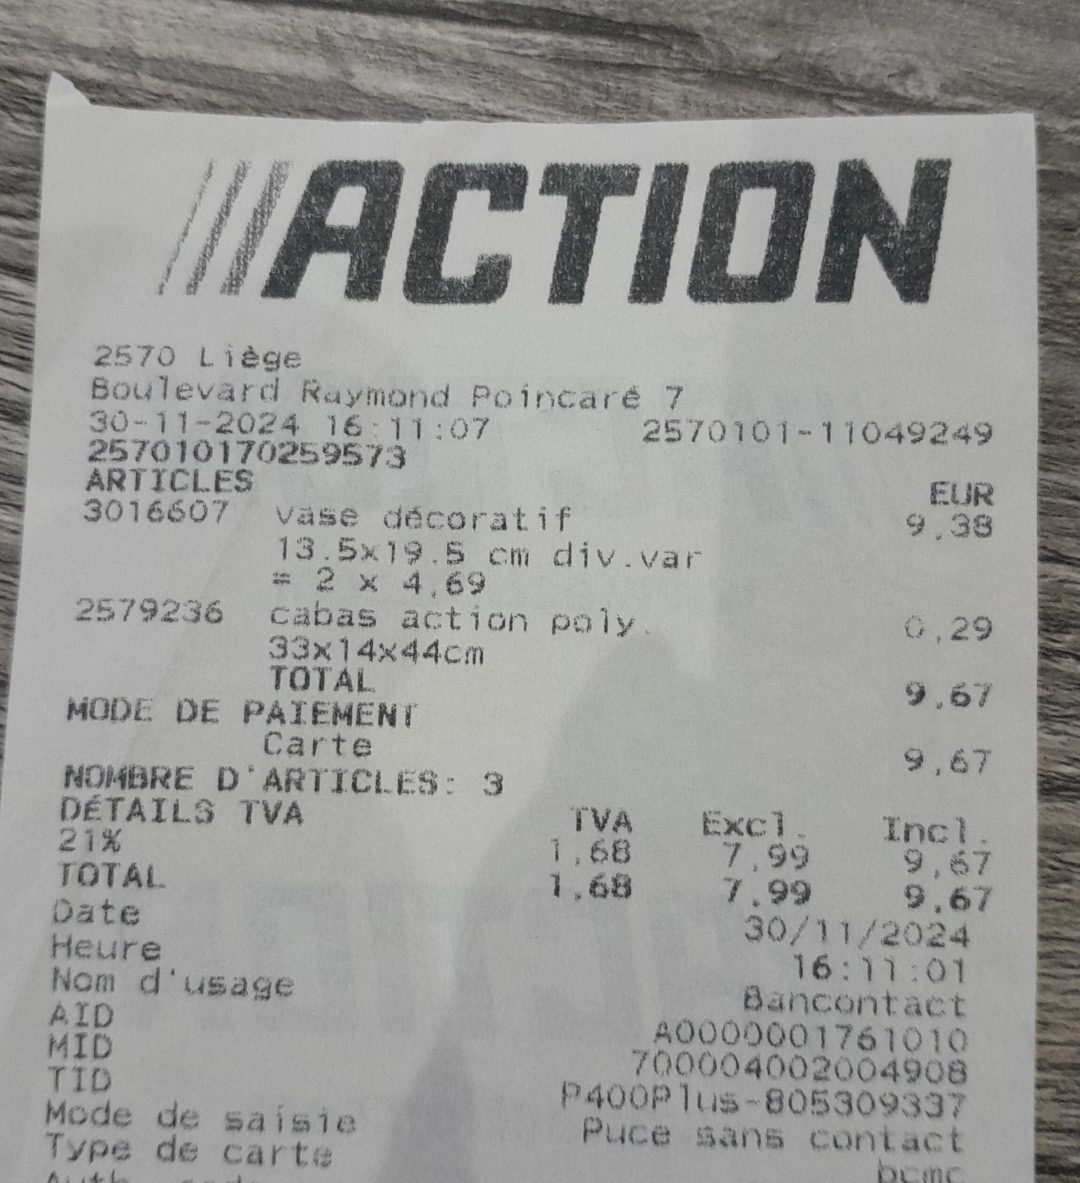 ACTION
2570 Liège
Boulevard Raymond Poincaré 7
30-11-2024 16:11:07 2570101-11049249
257010170259573
ARTICLES EUR
3016607 vase décoratif 9,38
13.5x19.5 cm div.var
= 2 x 4,69
2579236 cabas action poly. 0,29
33x14x44cm
TOTAL 9,67
MODE DE PAIEMENT
Carte 9,67
NOMBRE D'ARTICLES: 3
DÉTAILS TVA TVA Excl. Incl.
21% 1,68 7,99 9,67
TOTAL 1,68 7,99 9,67
Date 30/11/2024
Heure 16:11:01
Nom d'usage Bancontact
AID A0000001761010
MID 700004002004908
TID P400Plus-805309337
Mode de saisie Puce sans contact
Type de carte bcmc